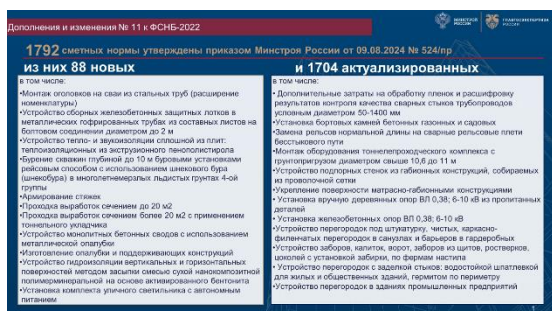 Дополнения и изменения № 11 к ФСНБ-2022
МИНСТРОЙ
РОССИИ
ГЛАВГОСЭКСПЕРТИЗА
РОССИИ
1792 сметных нормы утверждены приказом Минстроя России от 09.08.2024 № 524/пр
из них 88 новых
в том числе:
•Монтаж оголовков на сваи из стальных труб (расширение
номенклатуры)
•Устройство сборных железобетонных защитных лотков в
металлических гофрированных трубах из составных листов на
болтовом соединении диаметром до 2 м
•Устройство тепло- и звукоизоляции сплошной из плит:
теплоизоляционных из экструзионного пенополистирола
•Бурение скважин глубиной до 10 м буровыми установками
рейсовым способом с использованием шнекового бура
(шнекобура) в многолетнемерзлых льдистых грунтах 4-ой
группы
•Армирование стяжек
•Проходка выработок сечением до 20 м2
•Проходка выработок сечением более 20 м2 с применением
тоннельного укладчика
•Устройство монолитных бетонных сводов с использованием
металлической опалубки
•Изготовление опалубки и поддерживающих конструкций
•Устройство гидроизоляции вертикальных и горизонтальных
поверхностей методом засыпки смесью сухой нанокомпозитной
полимерминеральной на основе активированного бентонита
•Установка комплекта уличного светильника с автономным
питанием
и 1704 актуализированных
в том числе:
• Дополнительные затраты на обработку пленок и расшифровку
результатов контроля качества сварных стыков трубопроводов
условным диаметром 50-1400 мм
•Установка бортовых камней бетонных газонных и садовых
•Замена рельсов нормальной длины на сварные рельсовые плети
бесстыкового пути
•Монтаж оборудования тоннелепроходческого комплекса с
грунтопригрузом диаметром свыше 10,6 до 11 м
•Устройство подпорных стенок из габионных конструкций, собираемых
из проволочной сетки
•Укрепление поверхности матрасно-габионными конструкциями
• Установка вручную деревянных опор ВЛ 0,38; 6-10 кВ из пропитанных
деталей
• Установка железобетонных опор ВЛ 0,38; 6-10 кВ
•Устройство перегородок под штукатурку, чистых, каркасно-
филенчатых перегородок в санузлах и барьеров в гардеробных
•Устройство заборов, калиток, ворот, заборов из щитов, ростверков,
цоколей с установкой забирки, по фермам настила
•Устройство перегородок с заделкой стыков: водостойкой шпатлевкой
для жилых и общественных зданий, гермитом по периметру
•Устройство перегородок в зданиях промышленных предприятий